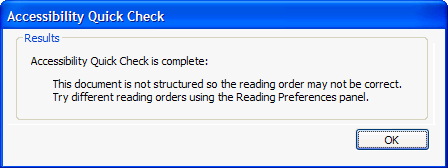 Accessibility Quick Check
Results
Accessibility Quick Check is complete:
This document is not structured so the reading order may not be correct.
Try different reading orders using the Reading Preferences panel.
OK